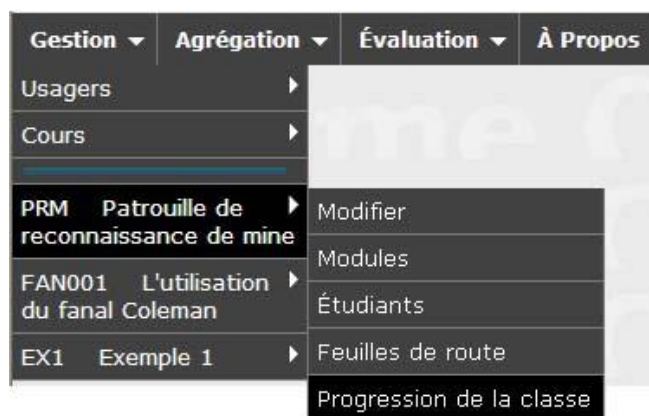 Gestion Agrégation Évaluation À Propos
Usagers
Cours
PRM Patrouille de
reconnaissance de mine
FAN001 L'utilisation
du fanal Coleman
EX1 Exemple 1
Modifier
Modules
Étudiants
Feuilles de route
Progression de la classe